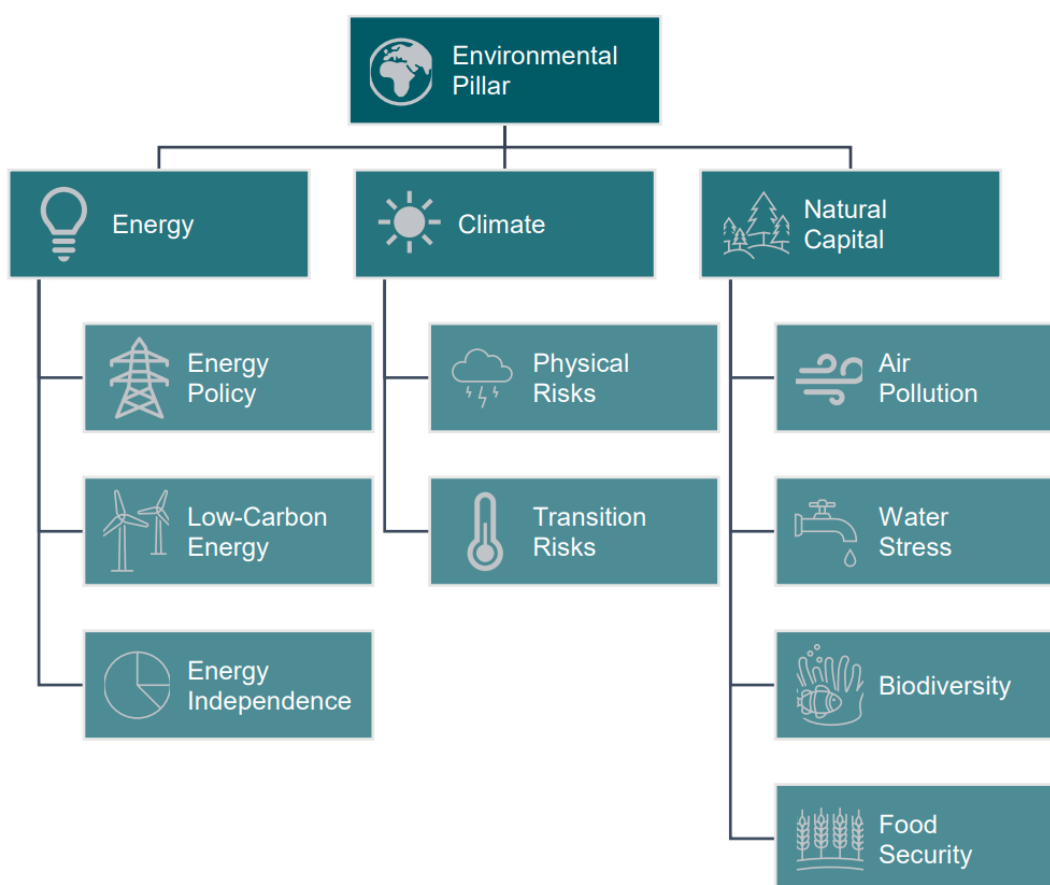 Environmental
Pillar
Energy
Climate
Natural
Capital
Energy
Policy
Low-Carbon
Energy
Energy
Independence
Physical
Risks
Transition
Risks
Air
Pollution
Water
Stress
Biodiversity
Food
Security